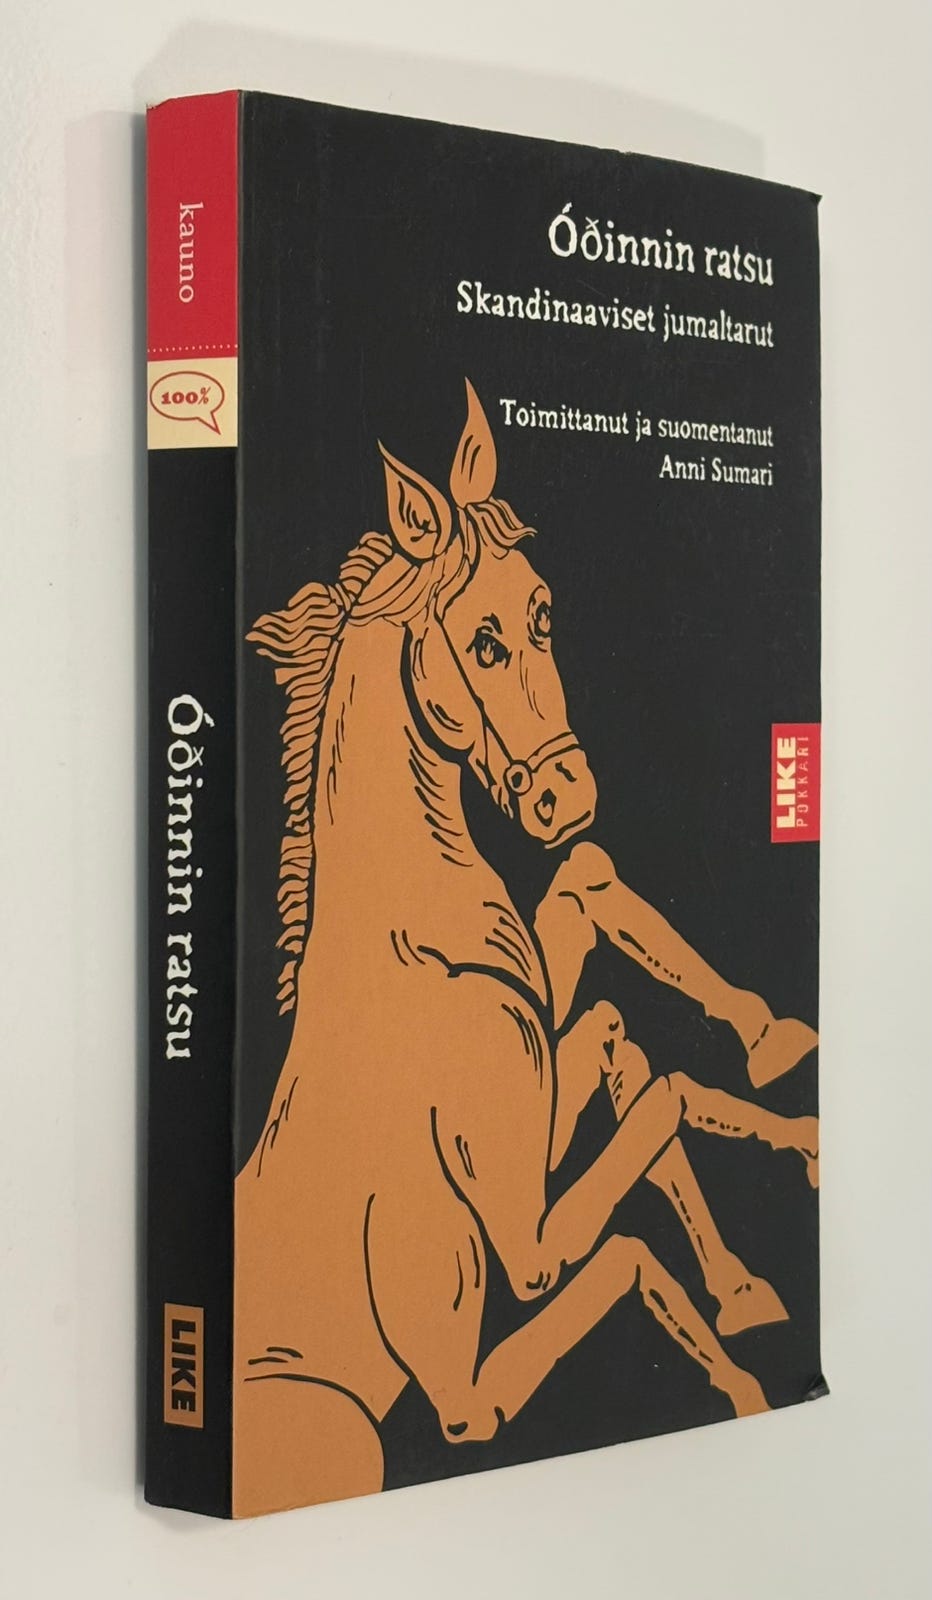 kauno
100%
Óðinnin ratsu
LIKE
Óðinnin ratsu
Skandinaaviset jumaltarut
Toimittanut ja suomentanut
Anni Sumari
LIKE
POKKARI